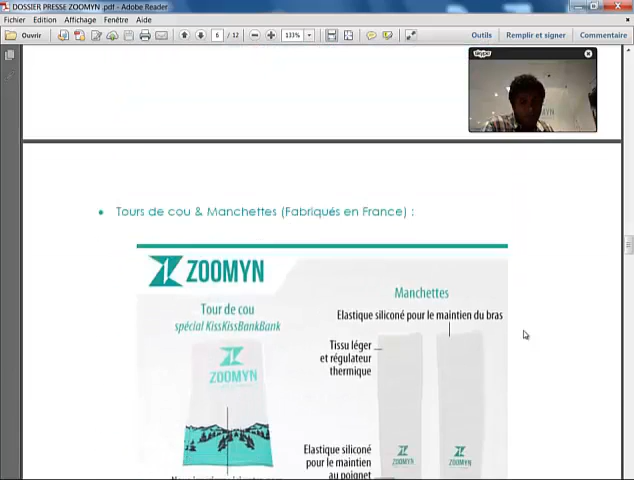 DOSSIER PRESSE ZOOMYN .pdf - Adobe Reader
Fichier Edition Affichage Fenêtre Aide
Ouvrir 6 / 12 133% Outils Remplir et signer Commentaire
skype
• Tours de cou & Manchettes (Fabriqués en France) :
ZOOMYN
Tour de cou
spécial KissKissBankBank
ZOOMYN
Manchettes
Elastique siliconé pour le maintien du bras
Tissu léger
et régulateur
thermique
Elastique siliconé
pour le maintien
au poignet
ZOOMYN
ZOOMYN